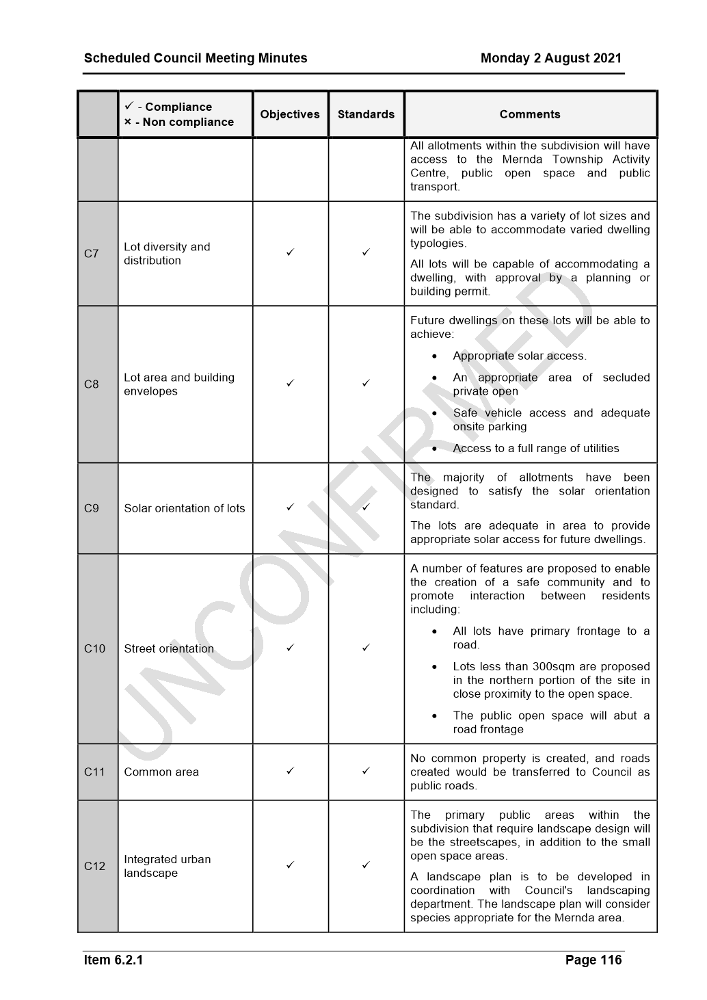 Scheduled Council Meeting Minutes Monday 2 August 2021
✓ - Compliance
× - Non compliance
Objectives
Standards
Comments
All allotments within the subdivision will have
access to the Mernda Township Activity
Centre, public open space and public
transport.
C7
Lot diversity and
distribution
✓
✓
The subdivision has a variety of lot sizes and
will be able to accommodate varied dwelling
typologies.
All lots will be capable of accommodating a
dwelling, with approval by a planning or
building permit.
C8
Lot area and building
envelopes
✓
✓
Future dwellings on these lots will be able to
achieve:
• Appropriate solar access.
• An appropriate area of secluded
private open
• Safe vehicle access and adequate
onsite parking
• Access to a full range of utilities
C9
Solar orientation of lots
✓
✓
The majority of allotments have been
designed to satisfy the solar orientation
standard.
The lots are adequate in area to provide
appropriate solar access for future dwellings.
C10
Street orientation
✓
✓
A number of features are proposed to enable
the creation of a safe community and to
promote interaction between residents
including:
• All lots have primary frontage to a
road.
• Lots less than 300sqm are proposed
in the northern portion of the site in
close proximity to the open space.
• The public open space will abut a
road frontage
C11
Common area
✓
✓
No common property is created, and roads
created would be transferred to Council as
public roads.
C12
Integrated urban
landscape
✓
✓
The primary public areas within the
subdivision that require landscape design will
be the streetscapes, in addition to the small
open space areas.
A landscape plan is to be developed in
coordination with Council's landscaping
department. The landscape plan will consider
species appropriate for the Mernda area.
UNCONFIRMED
Item 6.2.1 Page 116